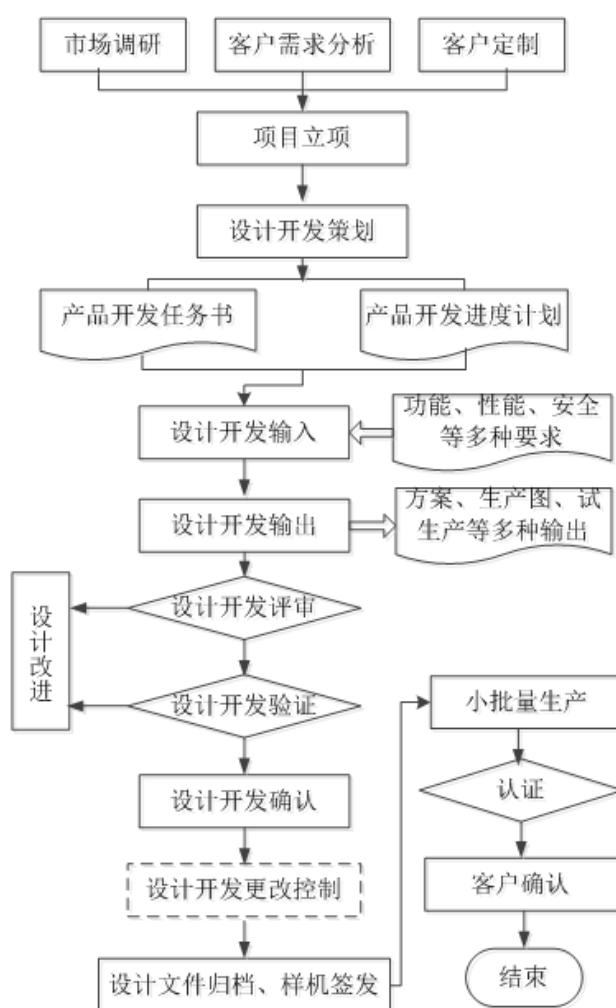 市场调研
客户需求分析
客户定制
项目立项
设计开发策划
产品开发任务书
产品开发进度计划
设计开发输入
功能、性能、安全
等多种要求
设计开发输出
方案、生产图、试
生产等多种输出
设计开发评审
设计改进
设计开发验证
小批量生产
设计开发确认
认证
设计开发更改控制
客户确认
设计文件归档、样机签发
结束